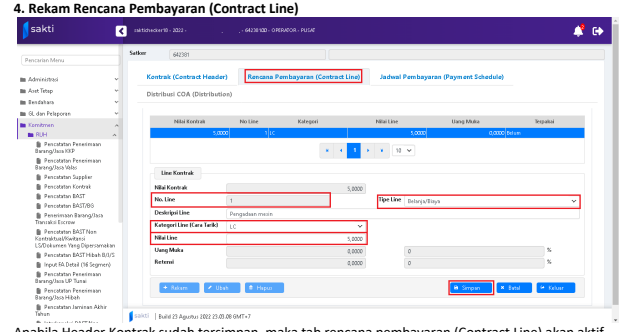 4. Rekam Rencana Pembayaran (Contract Line)
sakti
saktichecker18 - 2022 - . . - 6423810D - OPERATOR - PUSAT
Pencarian Menu
Satker 642381
Administrasi
Aset Tetap
Bendahara
GL dan Pelaporan
Komitmen
RUH
Pencatatan Penerimaan Barang/Jasa KKP
Pencatatan Penerimaan Barang/Jasa Valas
Pencatatan Supplier
Pencatatan Kontrak
Pencatatan BAST
Pencatatan BAST/BG
Penerimaan Barang/Jasa Transaksi Escrow
Pencatatan BAST Non Kontraktual/Kwitansi LS/Dokumen Yang Dipersamakan
Pencatatan BAST Hibah B/J/S
Input FA Detail (16 Segmen)
Pencatatan Penerimaan Barang/Jasa UP Tunai
Pencatatan Penerimaan Barang/Jasa Hibah
Pencatatan Jaminan Akhir Tahun
Kontrak (Contract Header)
Rencana Pembayaran (Contract Line)
Jadwal Pembayaran (Payment Schedule)
Distribusi COA (Distribution)
Nilai Kontrak No Line Kategori Nilai Line Uang Muka Terpakai
5,0000 1 LC 5,0000 0,0000 Belum
« 1 » 10
Line Kontrak
Nilai Kontrak 5,0000
No. Line 1
Tipe Line Belanja/Biaya
Deskripsi Line Pengadaan mesin
Kategori Line (Cara Tarik) LC
Nilai Line 5,0000
Uang Muka 0,0000 0 %
Retensi 0,0000 0 %
+ Rekam Ubah Hapus Simpan Batal Keluar
sakti | Build 23 Agustus 2022 23.03.08 GMT+7
Apabila Header Kontrak sudah tersimpan, maka tab rencana pembayaran (Contract Line) akan aktif